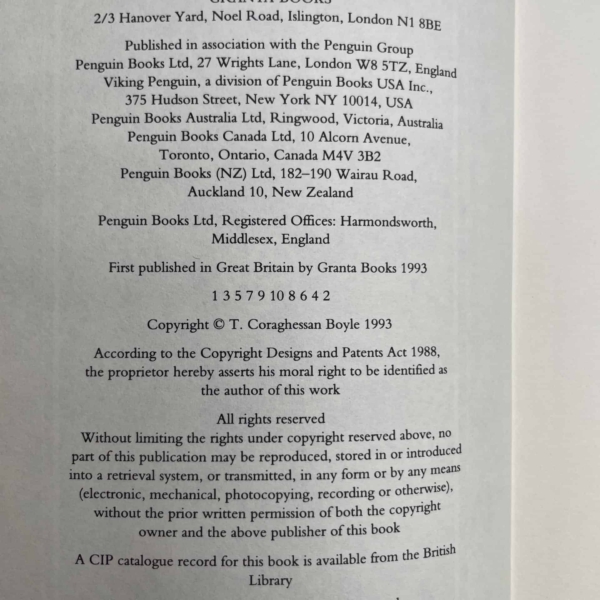 GRANTA BOOKS
2/3 Hanover Yard, Noel Road, Islington, London N1 8BE
Published in association with the Penguin Group
Penguin Books Ltd, 27 Wrights Lane, London W8 5TZ, England
Viking Penguin, a division of Penguin Books USA Inc.,
375 Hudson Street, New York NY 10014, USA
Penguin Books Australia Ltd, Ringwood, Victoria, Australia
Penguin Books Canada Ltd, 10 Alcorn Avenue,
Toronto, Ontario, Canada M4V 3B2
Penguin Books (NZ) Ltd, 182–190 Wairau Road,
Auckland 10, New Zealand
Penguin Books Ltd, Registered Offices: Harmondsworth,
Middlesex, England
First published in Great Britain by Granta Books 1993
1 3 5 7 9 10 8 6 4 2
Copyright © T. Coraghessan Boyle 1993
According to the Copyright Designs and Patents Act 1988,
the proprietor hereby asserts his moral right to be identified as
the author of this work
All rights reserved
Without limiting the rights under copyright reserved above, no
part of this publication may be reproduced, stored in or introduced
into a retrieval system, or transmitted, in any form or by any means
(electronic, mechanical, photocopying, recording or otherwise),
without the prior written permission of both the copyright
owner and the above publisher of this book
A CIP catalogue record for this book is available from the British
Library